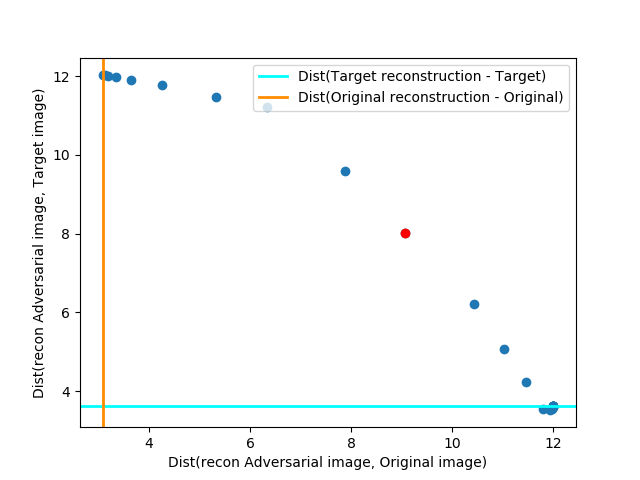 12
10
8
6
4
Dist(recon Adversarial image, Target image)
Dist(Target reconstruction - Target)
Dist(Original reconstruction - Original)
4 6 8 10 12
Dist(recon Adversarial image, Original image)